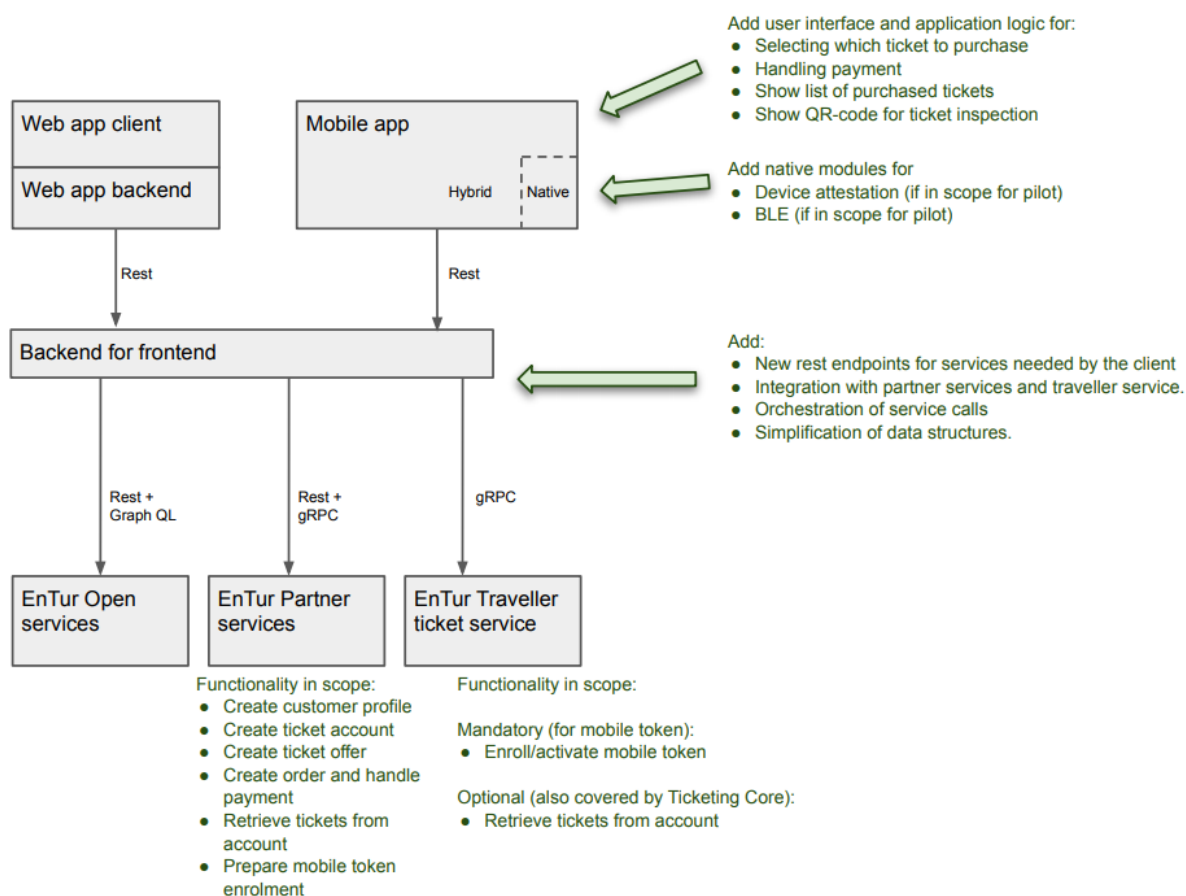 Add user interface and application logic for:
● Selecting which ticket to purchase
● Handling payment
● Show list of purchased tickets
● Show QR-code for ticket inspection
Web app client
Mobile app
Web app backend
Hybrid
Native
Add native modules for
● Device attestation (if in scope for pilot)
● BLE (if in scope for pilot)
Rest
Rest
Backend for frontend
Add:
● New rest endpoints for services needed by the client
● Integration with partner services and traveller service.
● Orchestration of service calls
● Simplification of data structures.
Rest +
Graph QL
Rest +
gRPC
gRPC
EnTur Open
services
EnTur Partner
services
EnTur Traveller
ticket service
Functionality in scope:
● Create customer profile
● Create ticket account
● Create ticket offer
● Create order and handle
payment
● Retrieve tickets from
account
● Prepare mobile token
enrolment
Functionality in scope:
Mandatory (for mobile token):
● Enroll/activate mobile token
Optional (also covered by Ticketing Core):
● Retrieve tickets from account